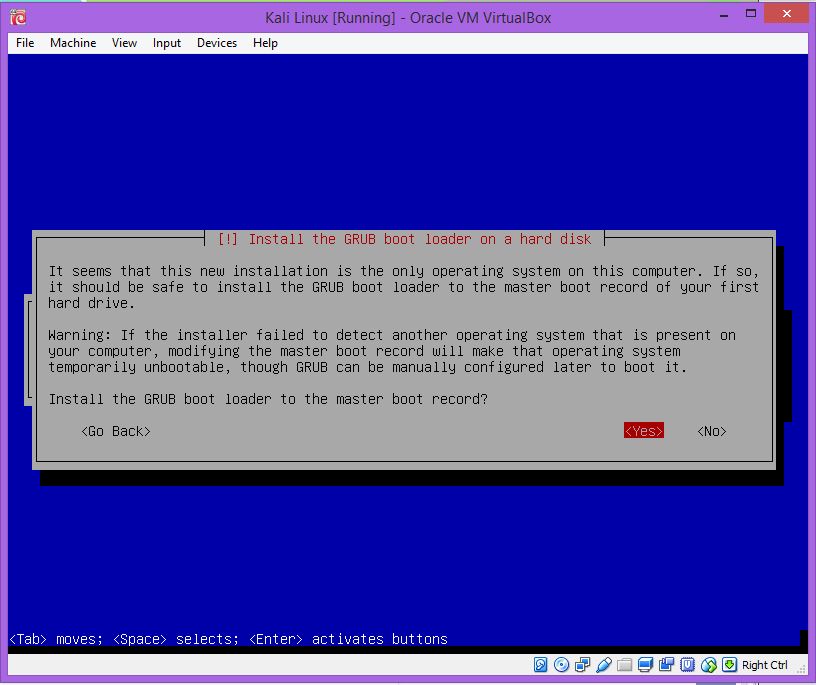 Kali Linux [Running] - Oracle VM VirtualBox
File Machine View Input Devices Help
[!] Install the GRUB boot loader on a hard disk
It seems that this new installation is the only operating system on this computer. If so,
it should be safe to install the GRUB boot loader to the master boot record of your first
hard drive.
Warning: If the installer failed to detect another operating system that is present on
your computer, modifying the master boot record will make that operating system
temporarily unbootable, though GRUB can be manually configured later to boot it.
Install the GRUB boot loader to the master boot record?
<Go Back> <Yes> <No>
<Tab> moves; <Space> selects; <Enter> activates buttons
Right Ctrl